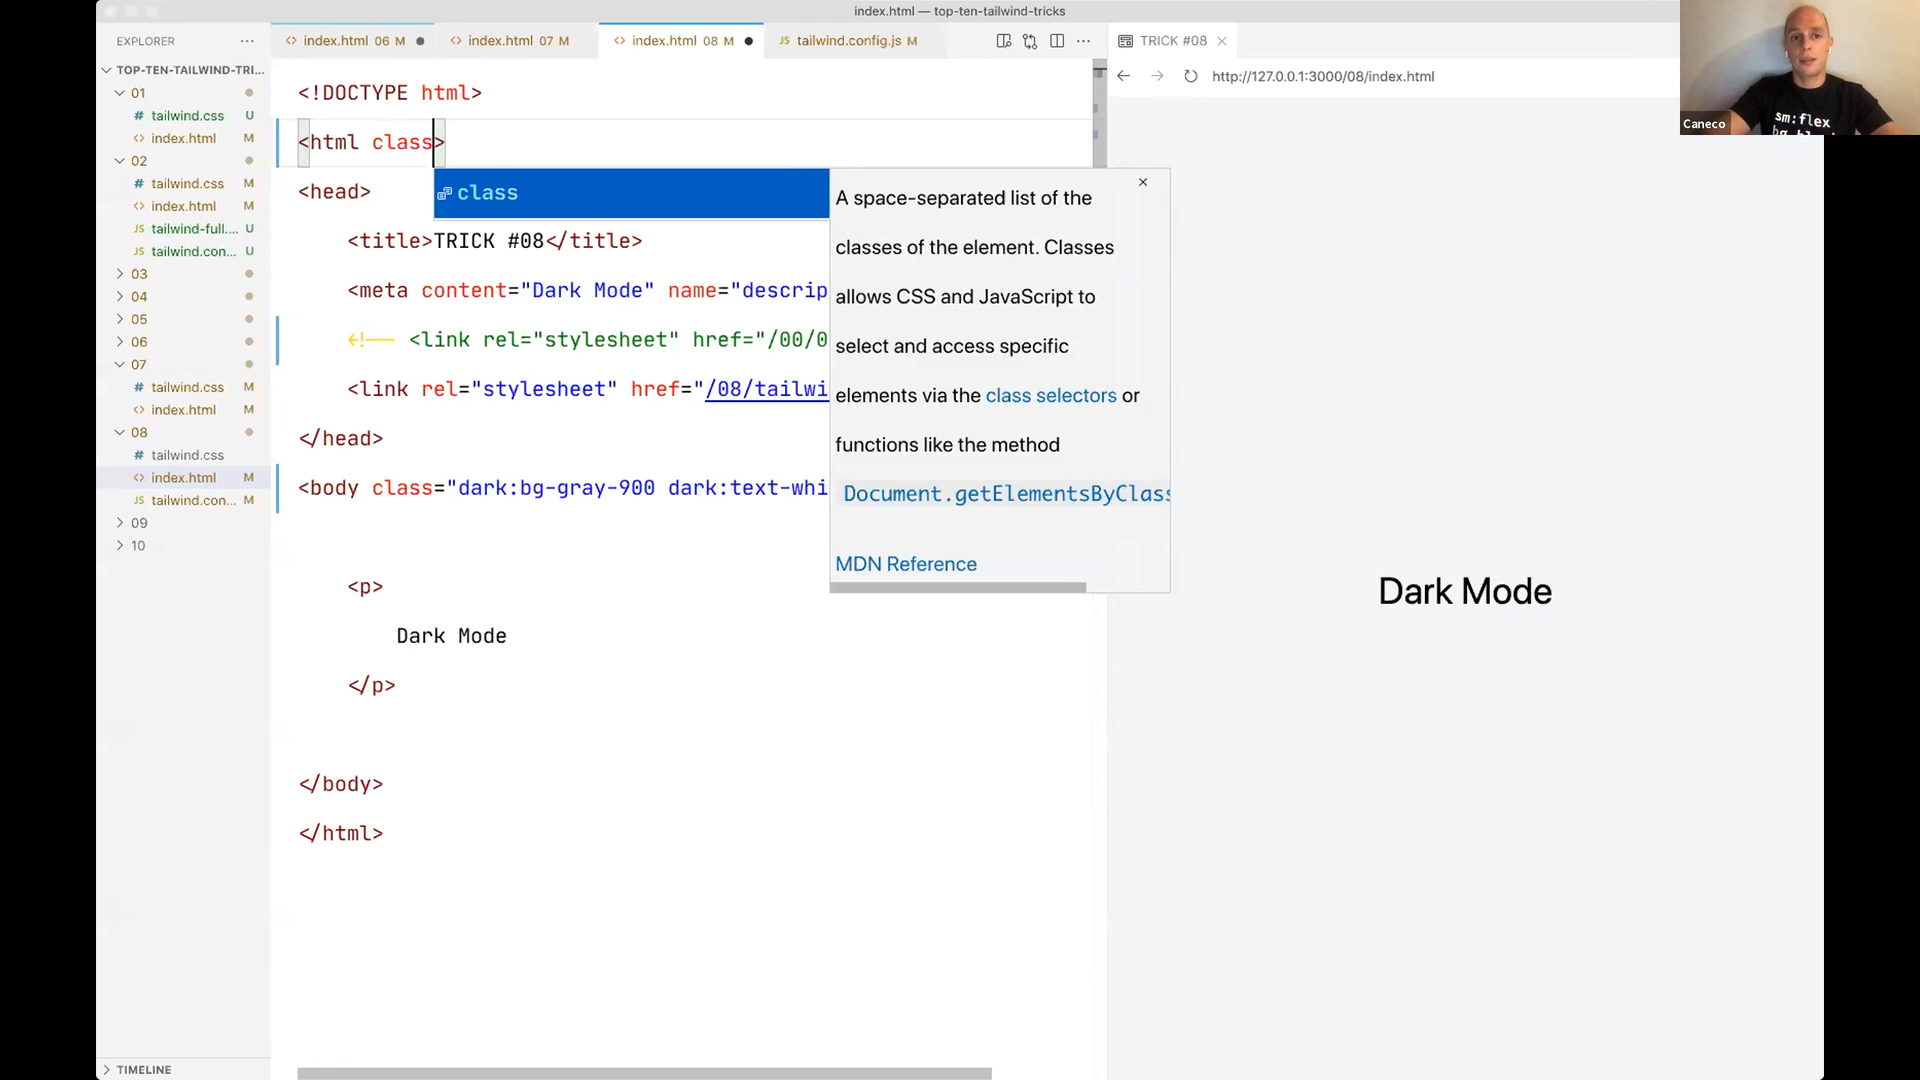 index.html — top-ten-tailwind-tricks
EXPLORER
index.html 06 M
index.html 07 M
index.html 08 M
tailwind.config.js M
TRICK #08
http://127.0.0.1:3000/08/index.html
TOP-TEN-TAILWIND-TRI...
01
tailwind.css U
index.html M
02
tailwind.css M
index.html M
tailwind-full.... U
tailwind.con... U
03
04
05
06
07
tailwind.css M
index.html M
08
tailwind.css
index.html M
tailwind.con... M
09
10
TIMELINE
<!DOCTYPE html>
<html class>
<head>
<title>TRICK #08</title>
<meta content="Dark Mode" name="descrip
<!-- <link rel="stylesheet" href="/00/0
<link rel="stylesheet" href="/08/tailwi
</head>
<body class="dark:bg-gray-900 dark:text-whi
<p>
Dark Mode
</p>
</body>
</html>
class
A space-separated list of the
classes of the element. Classes
allows CSS and JavaScript to
select and access specific
elements via the class selectors or
functions like the method
Document.getElementsByClass
MDN Reference
Dark Mode
Caneco
sm:flex